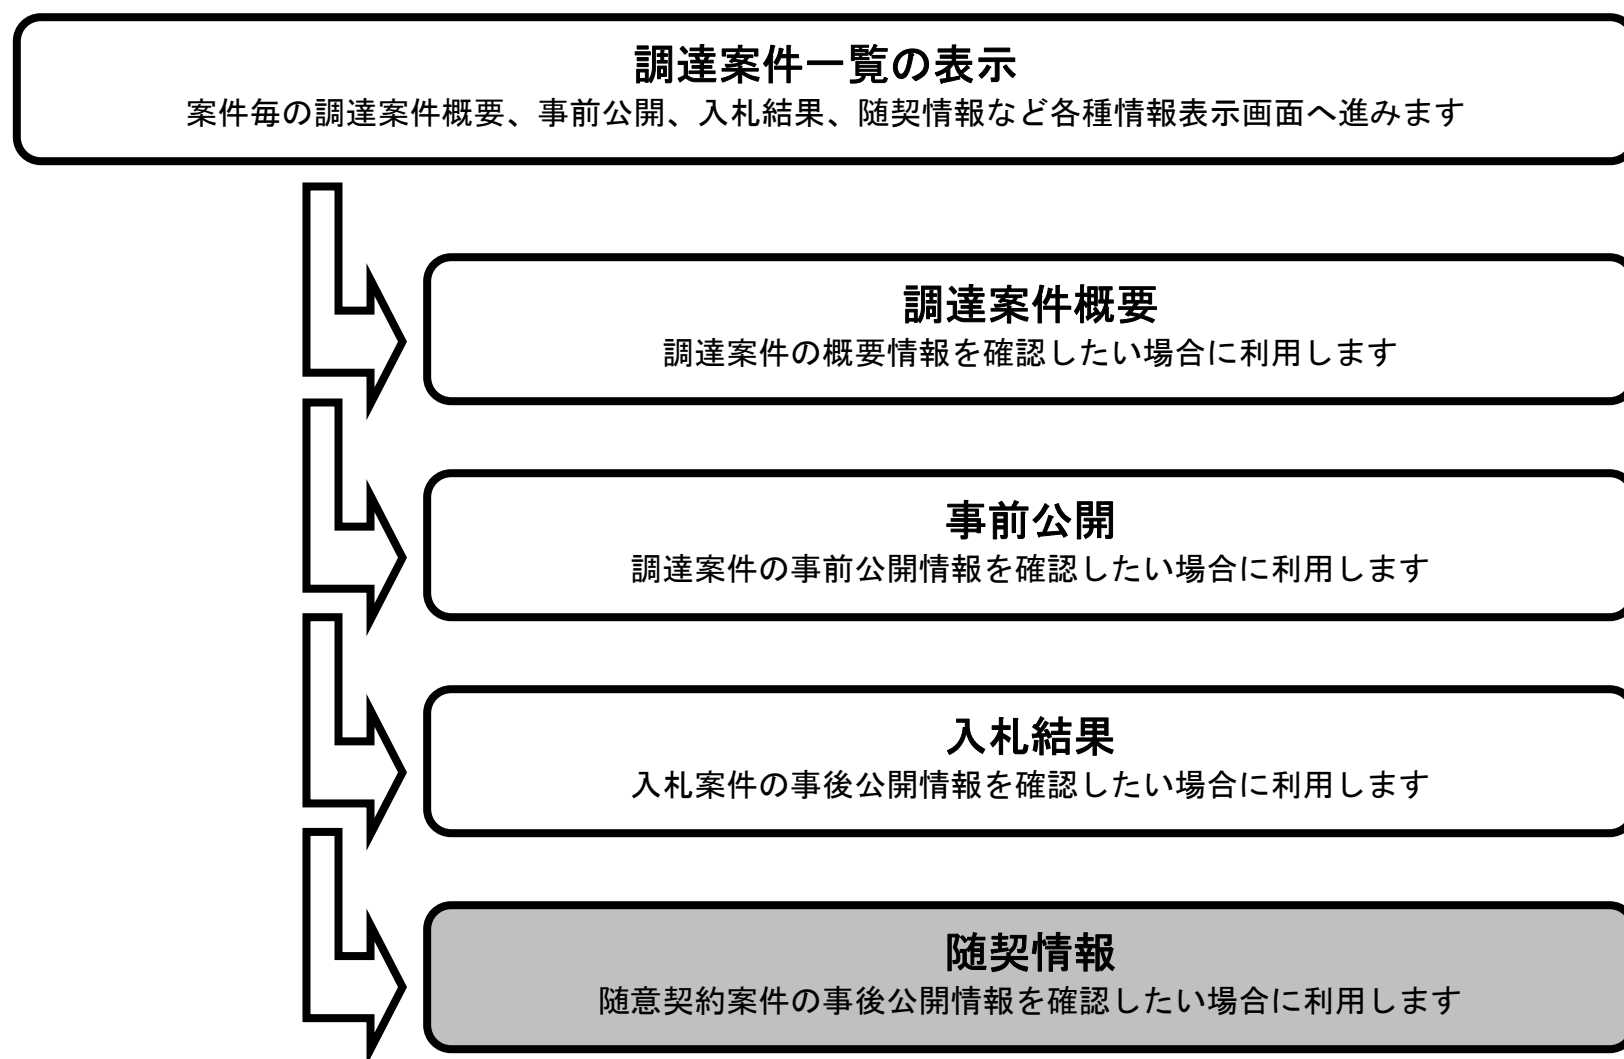 調達案件一覧の表示
案件毎の調達案件概要、事前公開、入札結果、随契情報など各種情報表示画面へ進みます
調達案件概要
調達案件の概要情報を確認したい場合に利用します
事前公開
調達案件の事前公開情報を確認したい場合に利用します
入札結果
入札案件の事後公開情報を確認したい場合に利用します
随契情報
随意契約案件の事後公開情報を確認したい場合に利用します